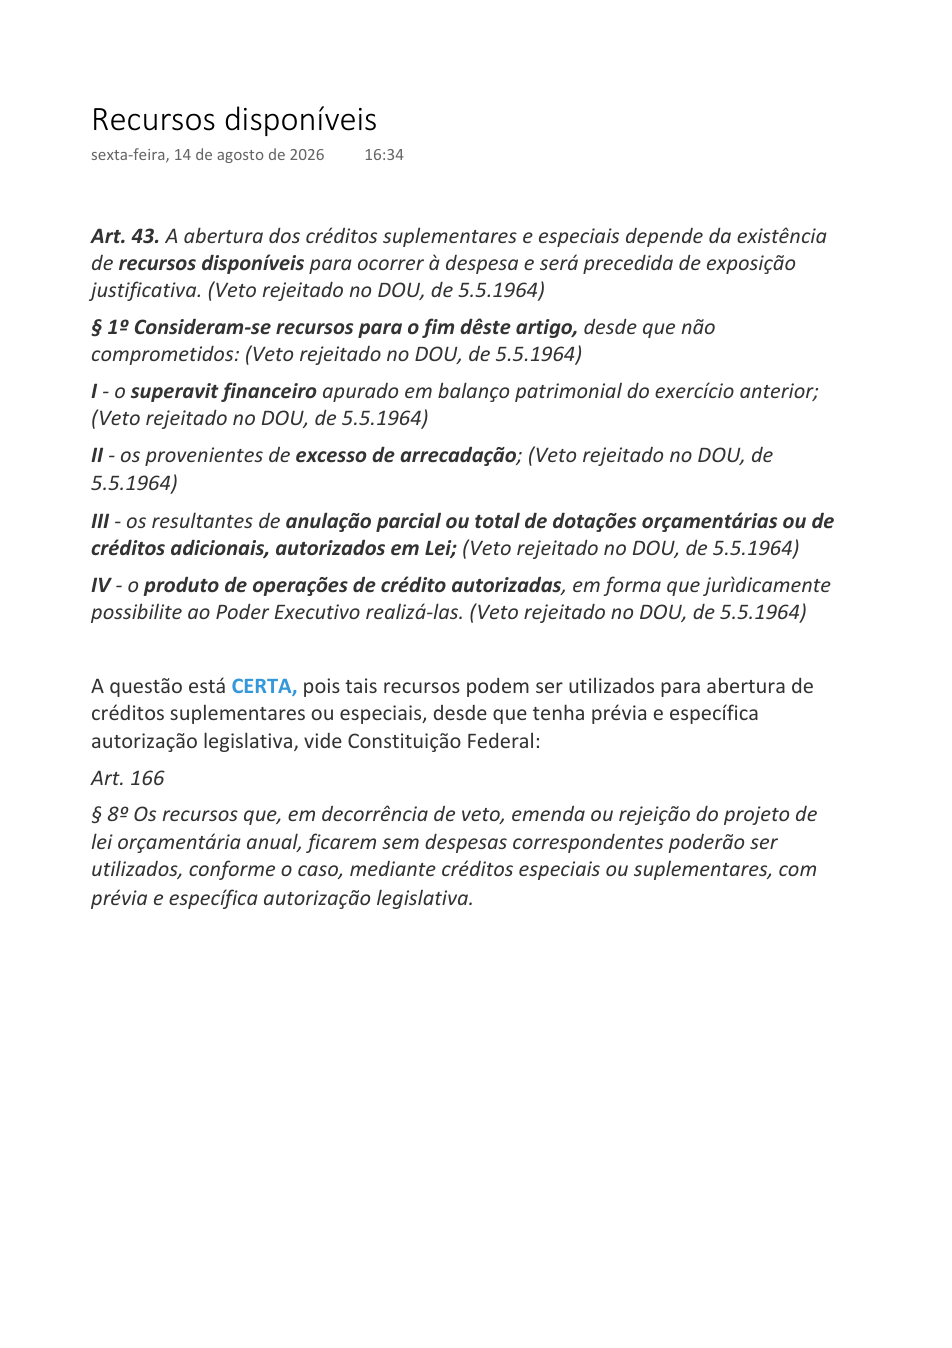 Recursos disponíveis
sexta-feira, 14 de agosto de 2026 16:34
Art. 43. A abertura dos créditos suplementares e especiais depende da existência
de recursos disponíveis para ocorrer à despesa e será precedida de exposição
justificativa. (Veto rejeitado no DOU, de 5.5.1964)
§ 1º Consideram-se recursos para o fim dêste artigo, desde que não
comprometidos: (Veto rejeitado no DOU, de 5.5.1964)
I - o superavit financeiro apurado em balanço patrimonial do exercício anterior;
(Veto rejeitado no DOU, de 5.5.1964)
II - os provenientes de excesso de arrecadação; (Veto rejeitado no DOU, de
5.5.1964)
III - os resultantes de anulação parcial ou total de dotações orçamentárias ou de
créditos adicionais, autorizados em Lei; (Veto rejeitado no DOU, de 5.5.1964)
IV - o produto de operações de crédito autorizadas, em forma que jurìdicamente
possibilite ao Poder Executivo realizá-las. (Veto rejeitado no DOU, de 5.5.1964)
A questão está CERTA, pois tais recursos podem ser utilizados para abertura de
créditos suplementares ou especiais, desde que tenha prévia e específica
autorização legislativa, vide Constituição Federal:
Art. 166
§ 8º Os recursos que, em decorrência de veto, emenda ou rejeição do projeto de
lei orçamentária anual, ficarem sem despesas correspondentes poderão ser
utilizados, conforme o caso, mediante créditos especiais ou suplementares, com
prévia e específica autorização legislativa.